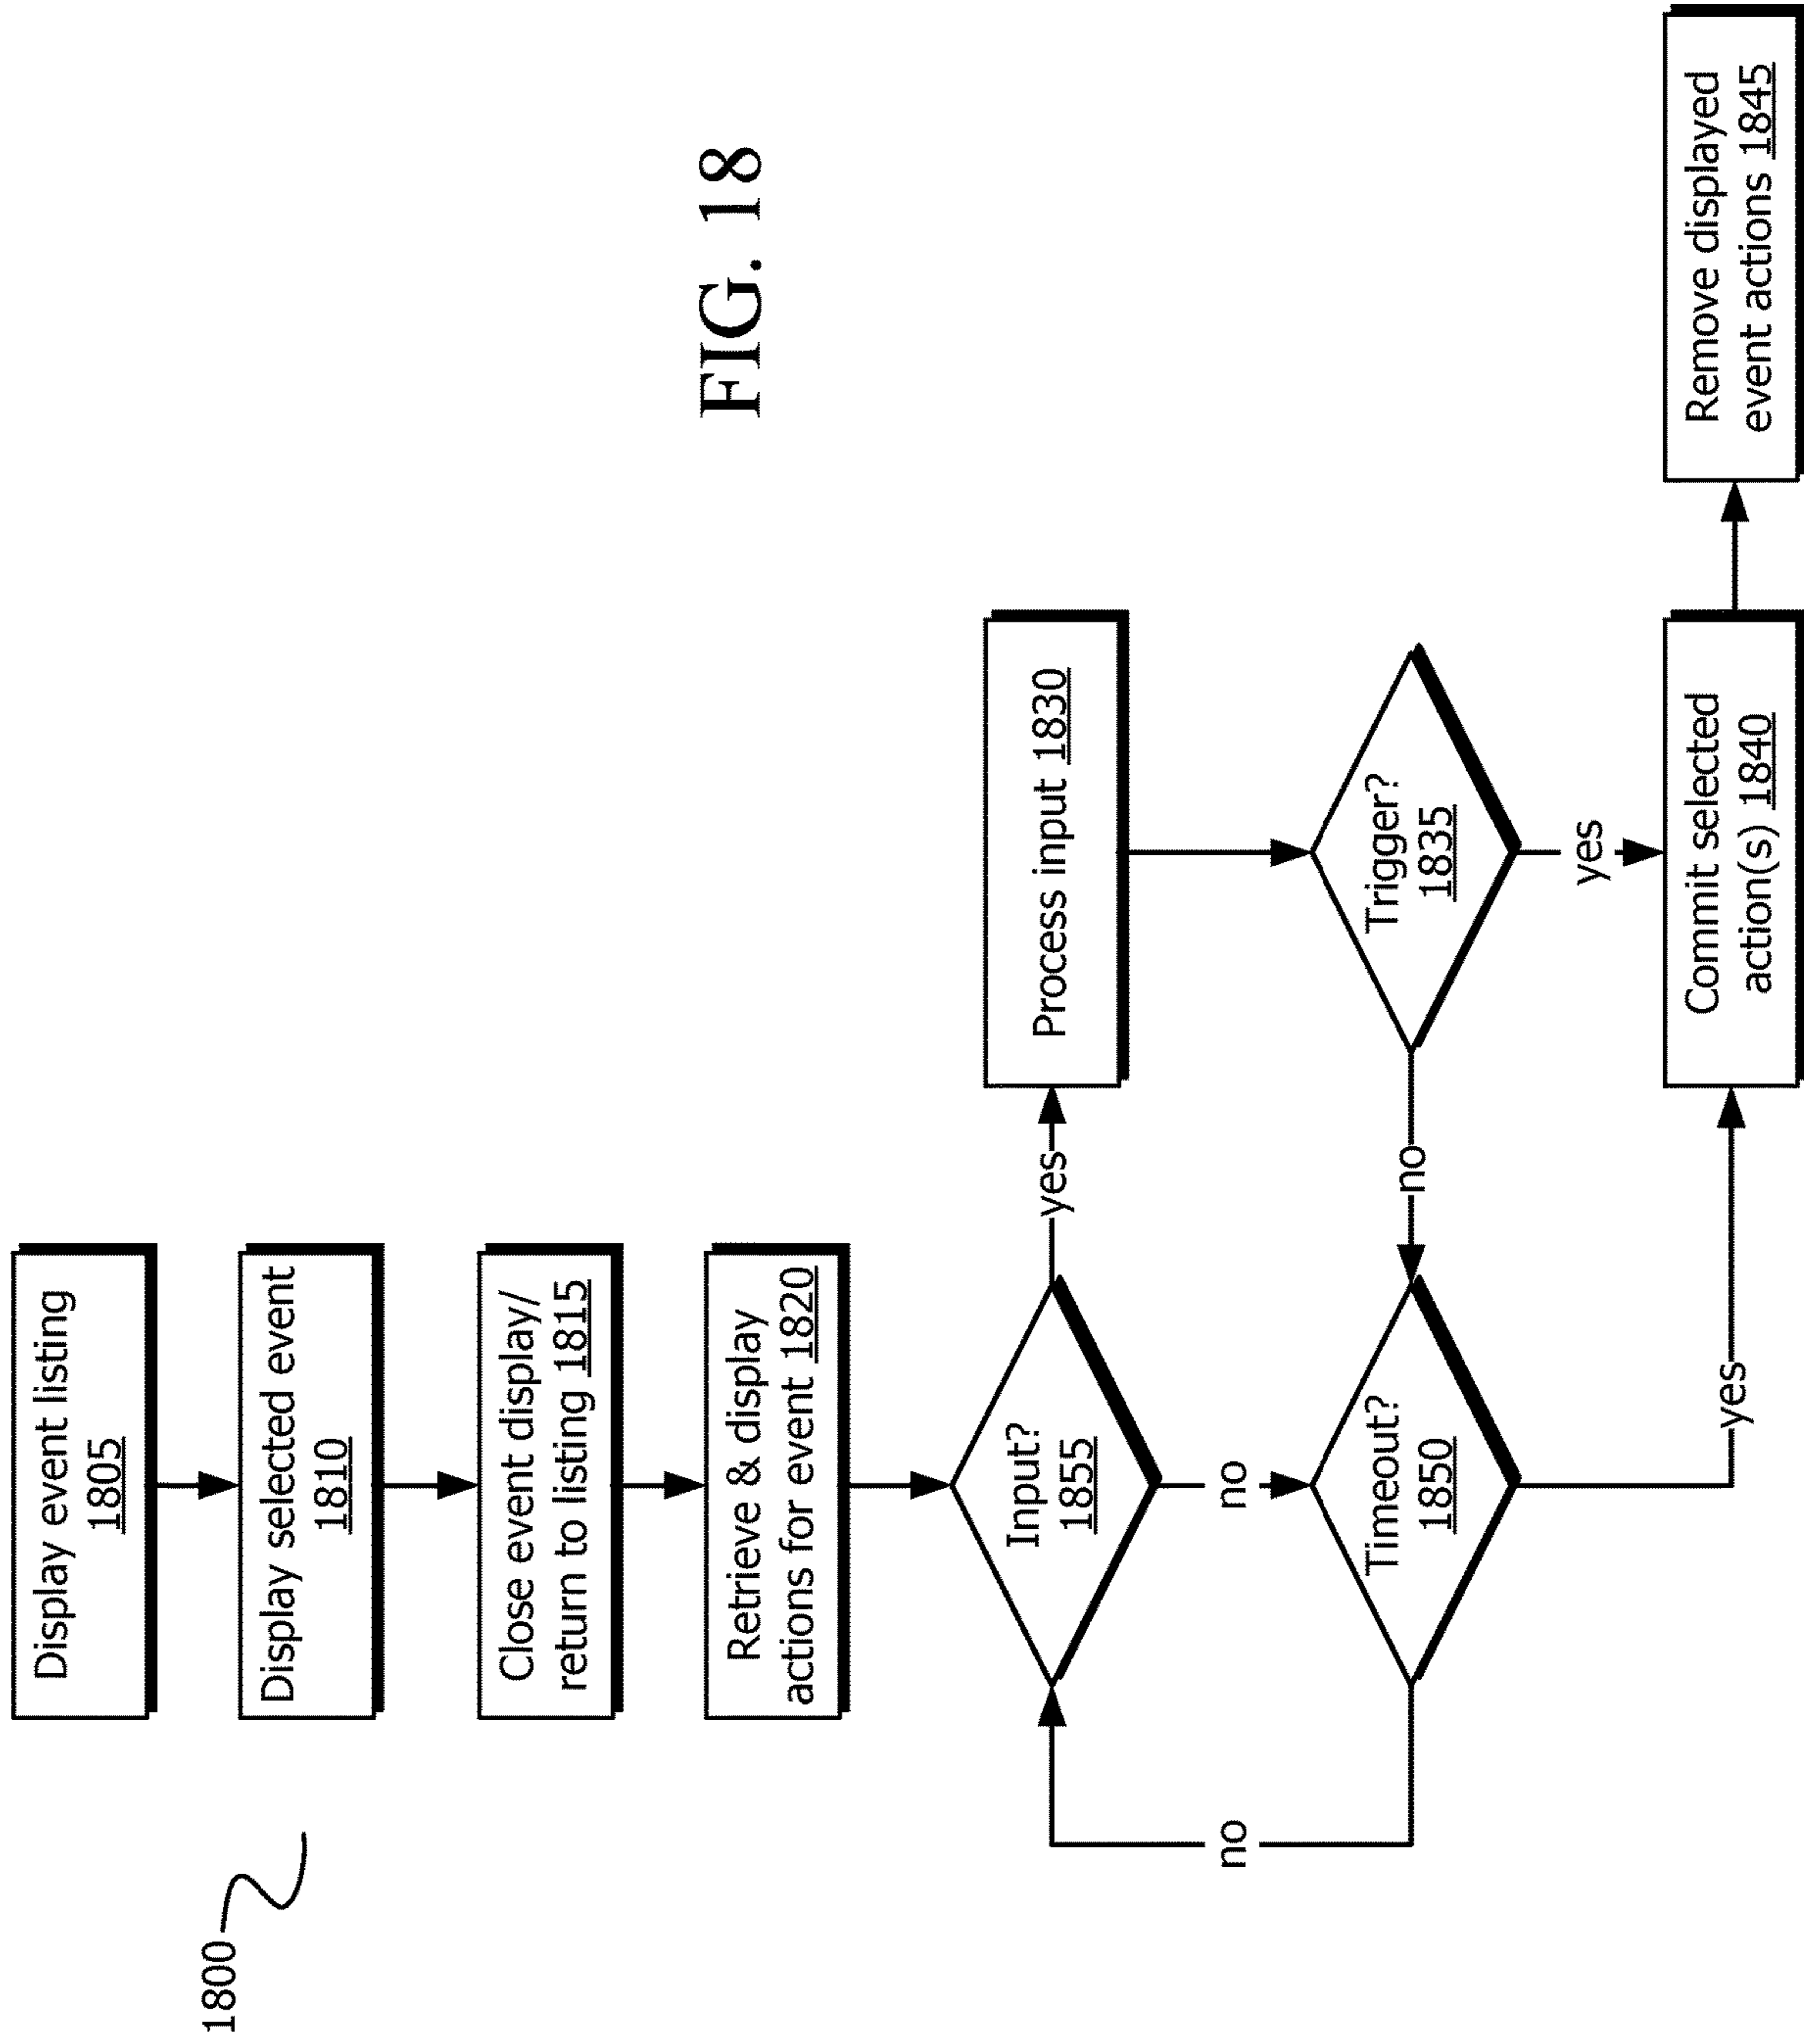 1800
Display event listing
1805
Display selected event
1810
Close event display/
return to listing 1815
Retrieve & display
actions for event 1820
Input?
1855
yes
Process input 1830
no
no
Timeout?
1850
no
Trigger?
1835
yes
yes
Commit selected
action(s) 1840
Remove displayed
event actions 1845
FIG. 18